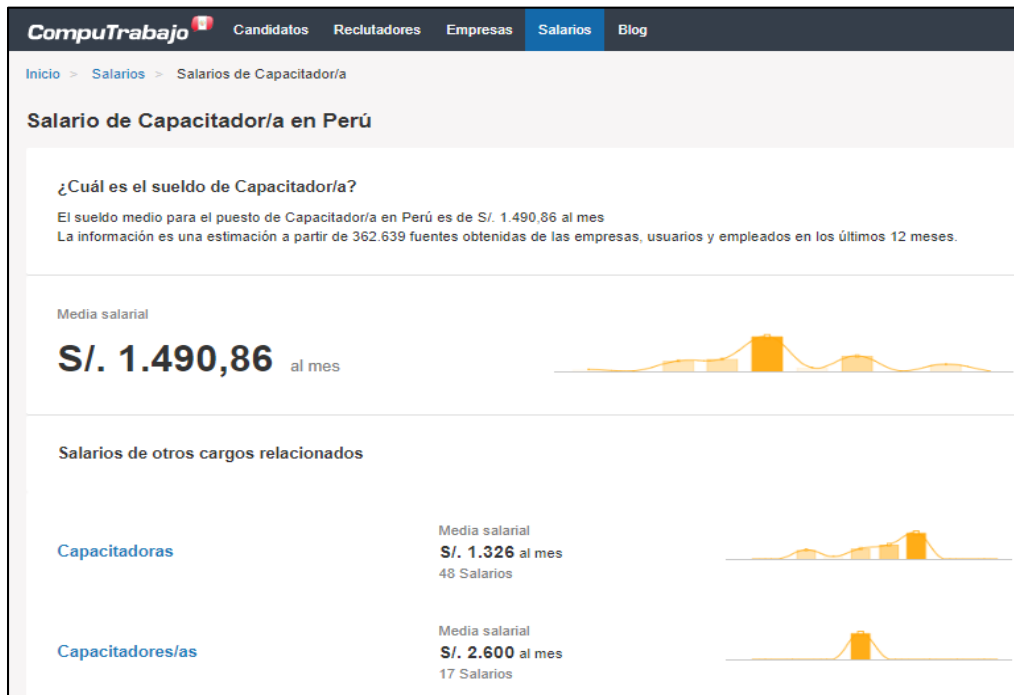 CompuTrabajo Candidatos Reclutadores Empresas Salarios Blog
Inicio > Salarios > Salarios de Capacitador/a
Salario de Capacitador/a en Perú
¿Cuál es el sueldo de Capacitador/a?
El sueldo medio para el puesto de Capacitador/a en Perú es de S/. 1.490,86 al mes
La información es una estimación a partir de 362.639 fuentes obtenidas de las empresas, usuarios y empleados en los últimos 12 meses.
Media salarial
S/. 1.490,86 al mes
Salarios de otros cargos relacionados
Capacitadoras
Media salarial
S/. 1.326 al mes
48 Salarios
Capacitadores/as
Media salarial
S/. 2.600 al mes
17 Salarios